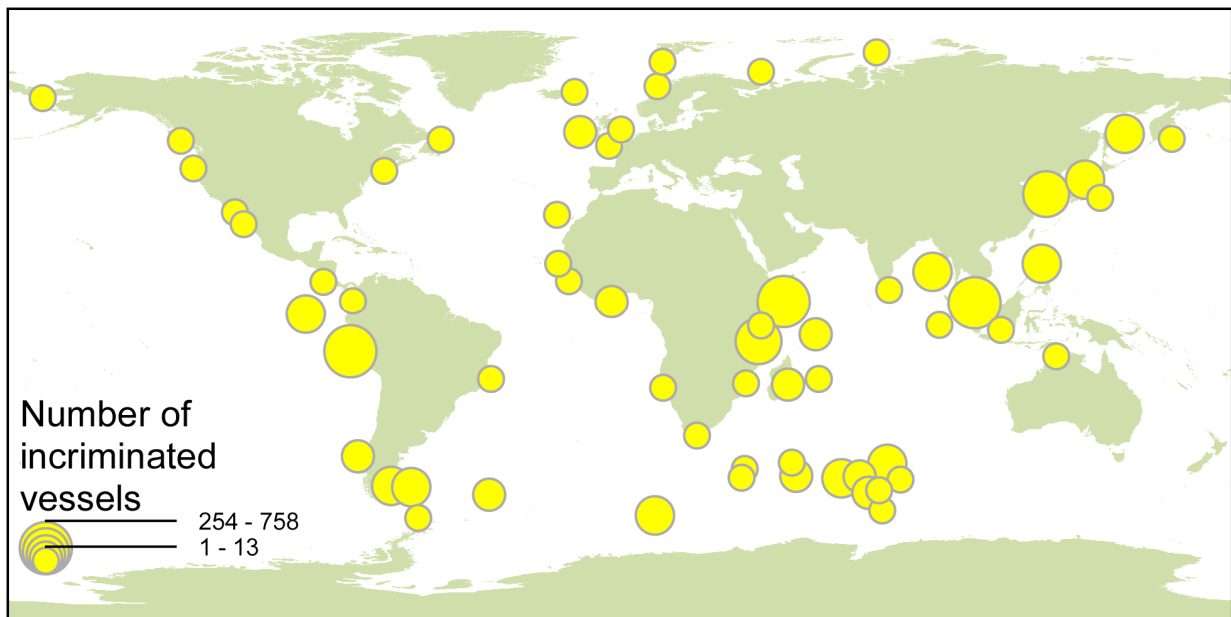 Number of
incriminated
vessels
254 - 758
1 - 13